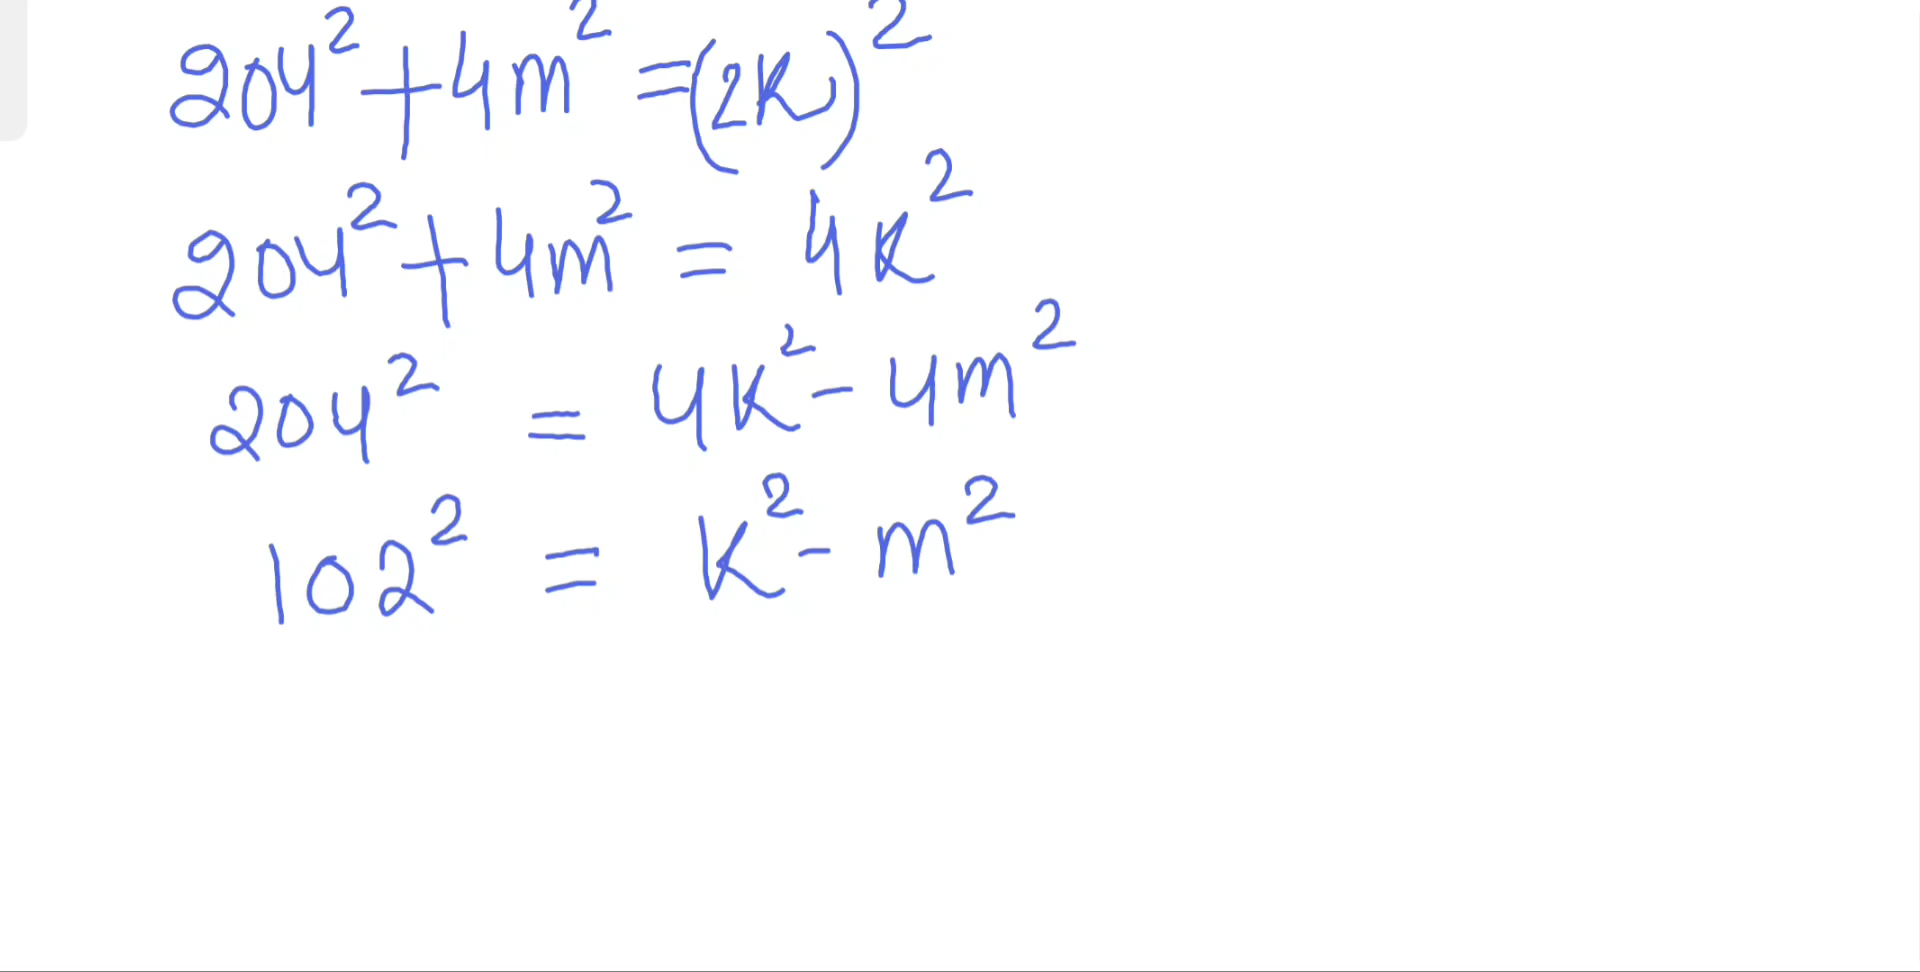 204² + 4m² = (2K)²
204² + 4m² = 4K²
204² = 4K² - 4m²
102² = K² - m²